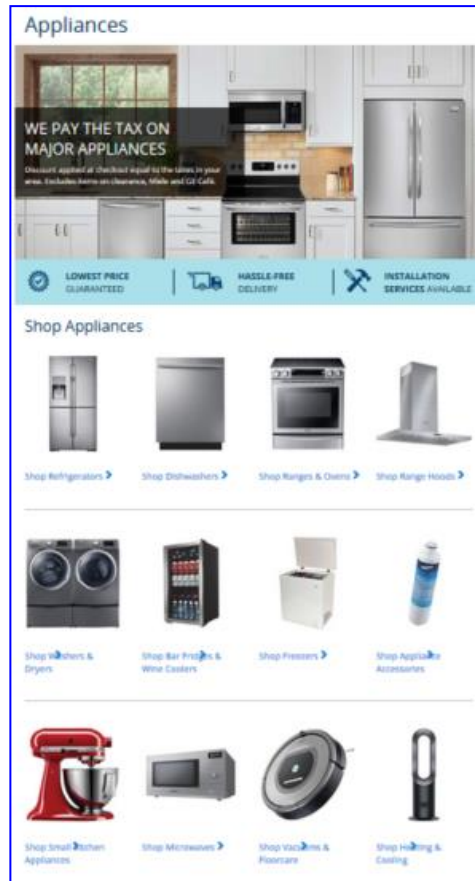 Appliances
WE PAY THE TAX ON
MAJOR APPLIANCES
Discount applied at checkout equal to the taxes in your
area. Excludes items on clearance, Miele and GE Café.
LOWEST PRICE
GUARANTEED
HASSLE-FREE
DELIVERY
INSTALLATION
SERVICES AVAILABLE
Shop Appliances
Shop Refrigerators
Shop Dishwashers
Shop Ranges & Ovens
Shop Range Hoods
Shop Washers &
Dryers
Shop Bar Fridges &
Wine Coolers
Shop Freezers
Shop Appliance
Accessories
Shop Small Kitchen
Appliances
Shop Microwaves
Shop Vacuums &
Floorcare
Shop Heating &
Cooling